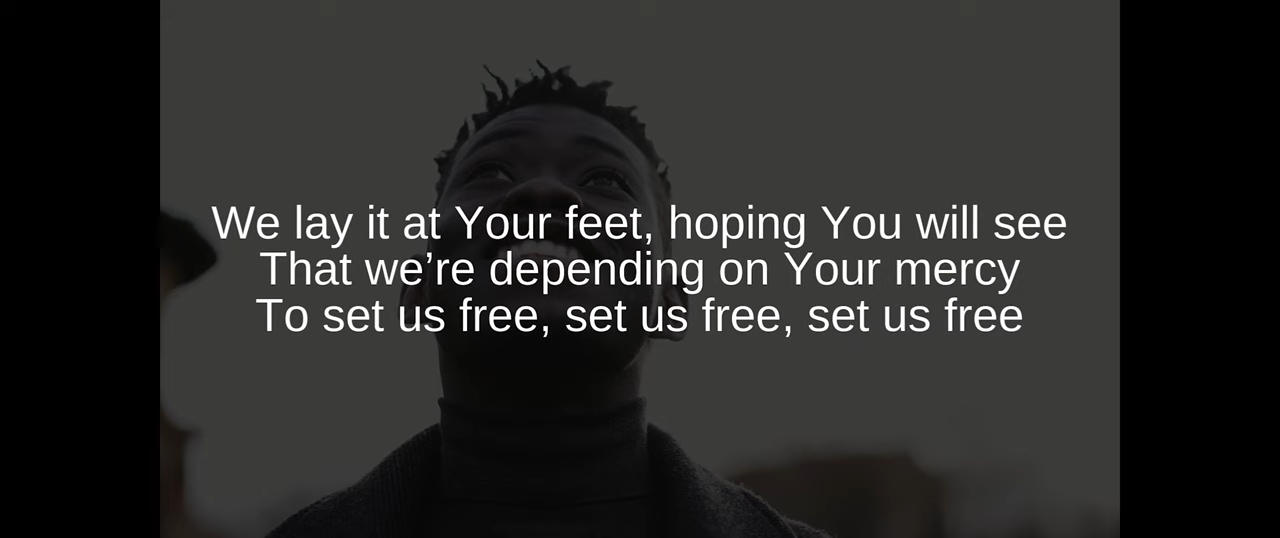 We lay it at Your feet, hoping You will see
That we’re depending on Your mercy
To set us free, set us free, set us free